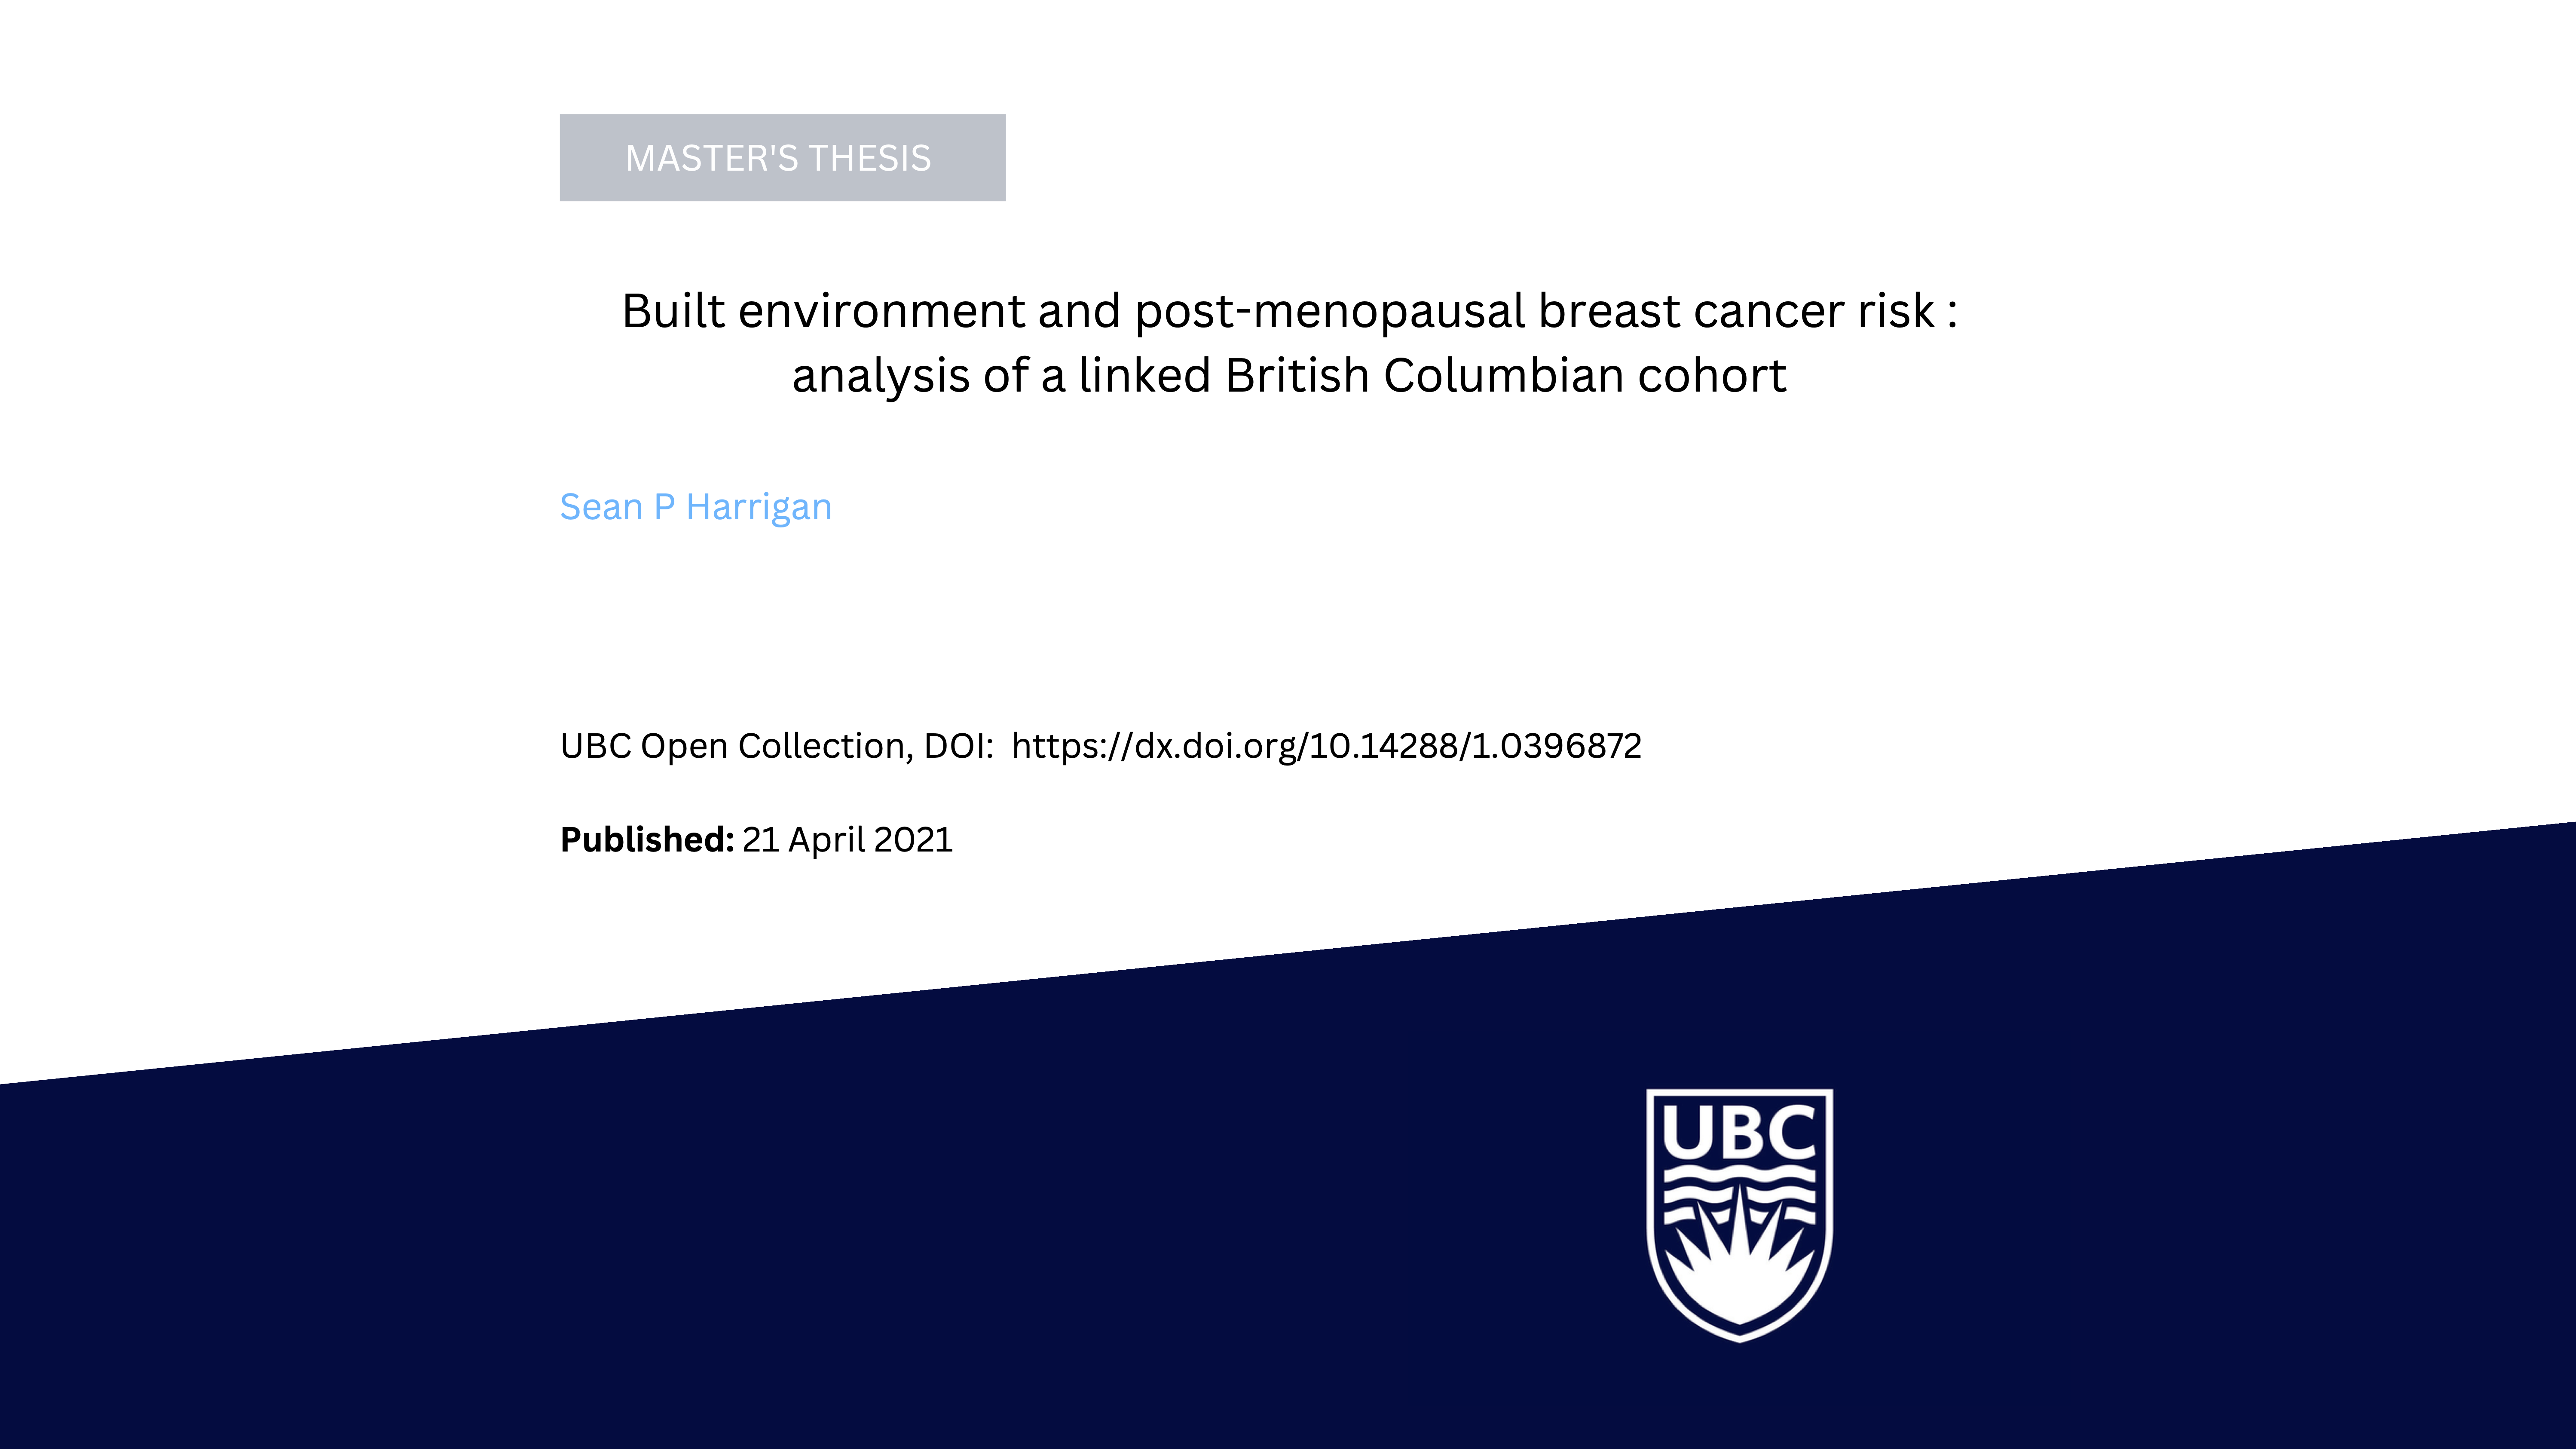 MASTER'S THESIS
Built environment and post-menopausal breast cancer risk :
analysis of a linked British Columbian cohort
Sean P Harrigan
UBC Open Collection, DOI:  https://dx.doi.org/10.14288/1.0396872
Published: 21 April 2021
UBC